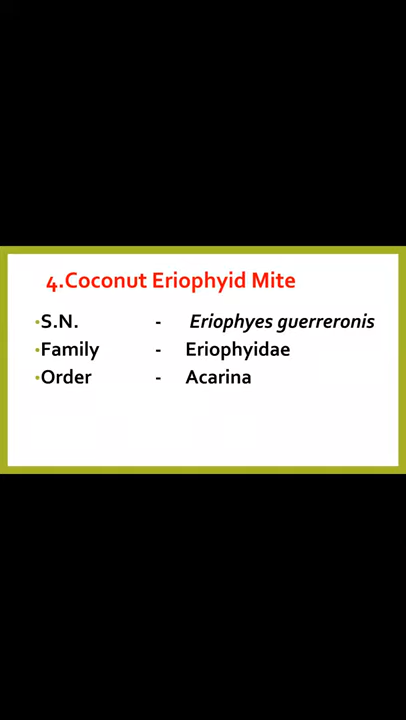 4.Coconut Eriophyid Mite
•S.N. - Eriophyes guerreronis
•Family - Eriophyidae
•Order - Acarina